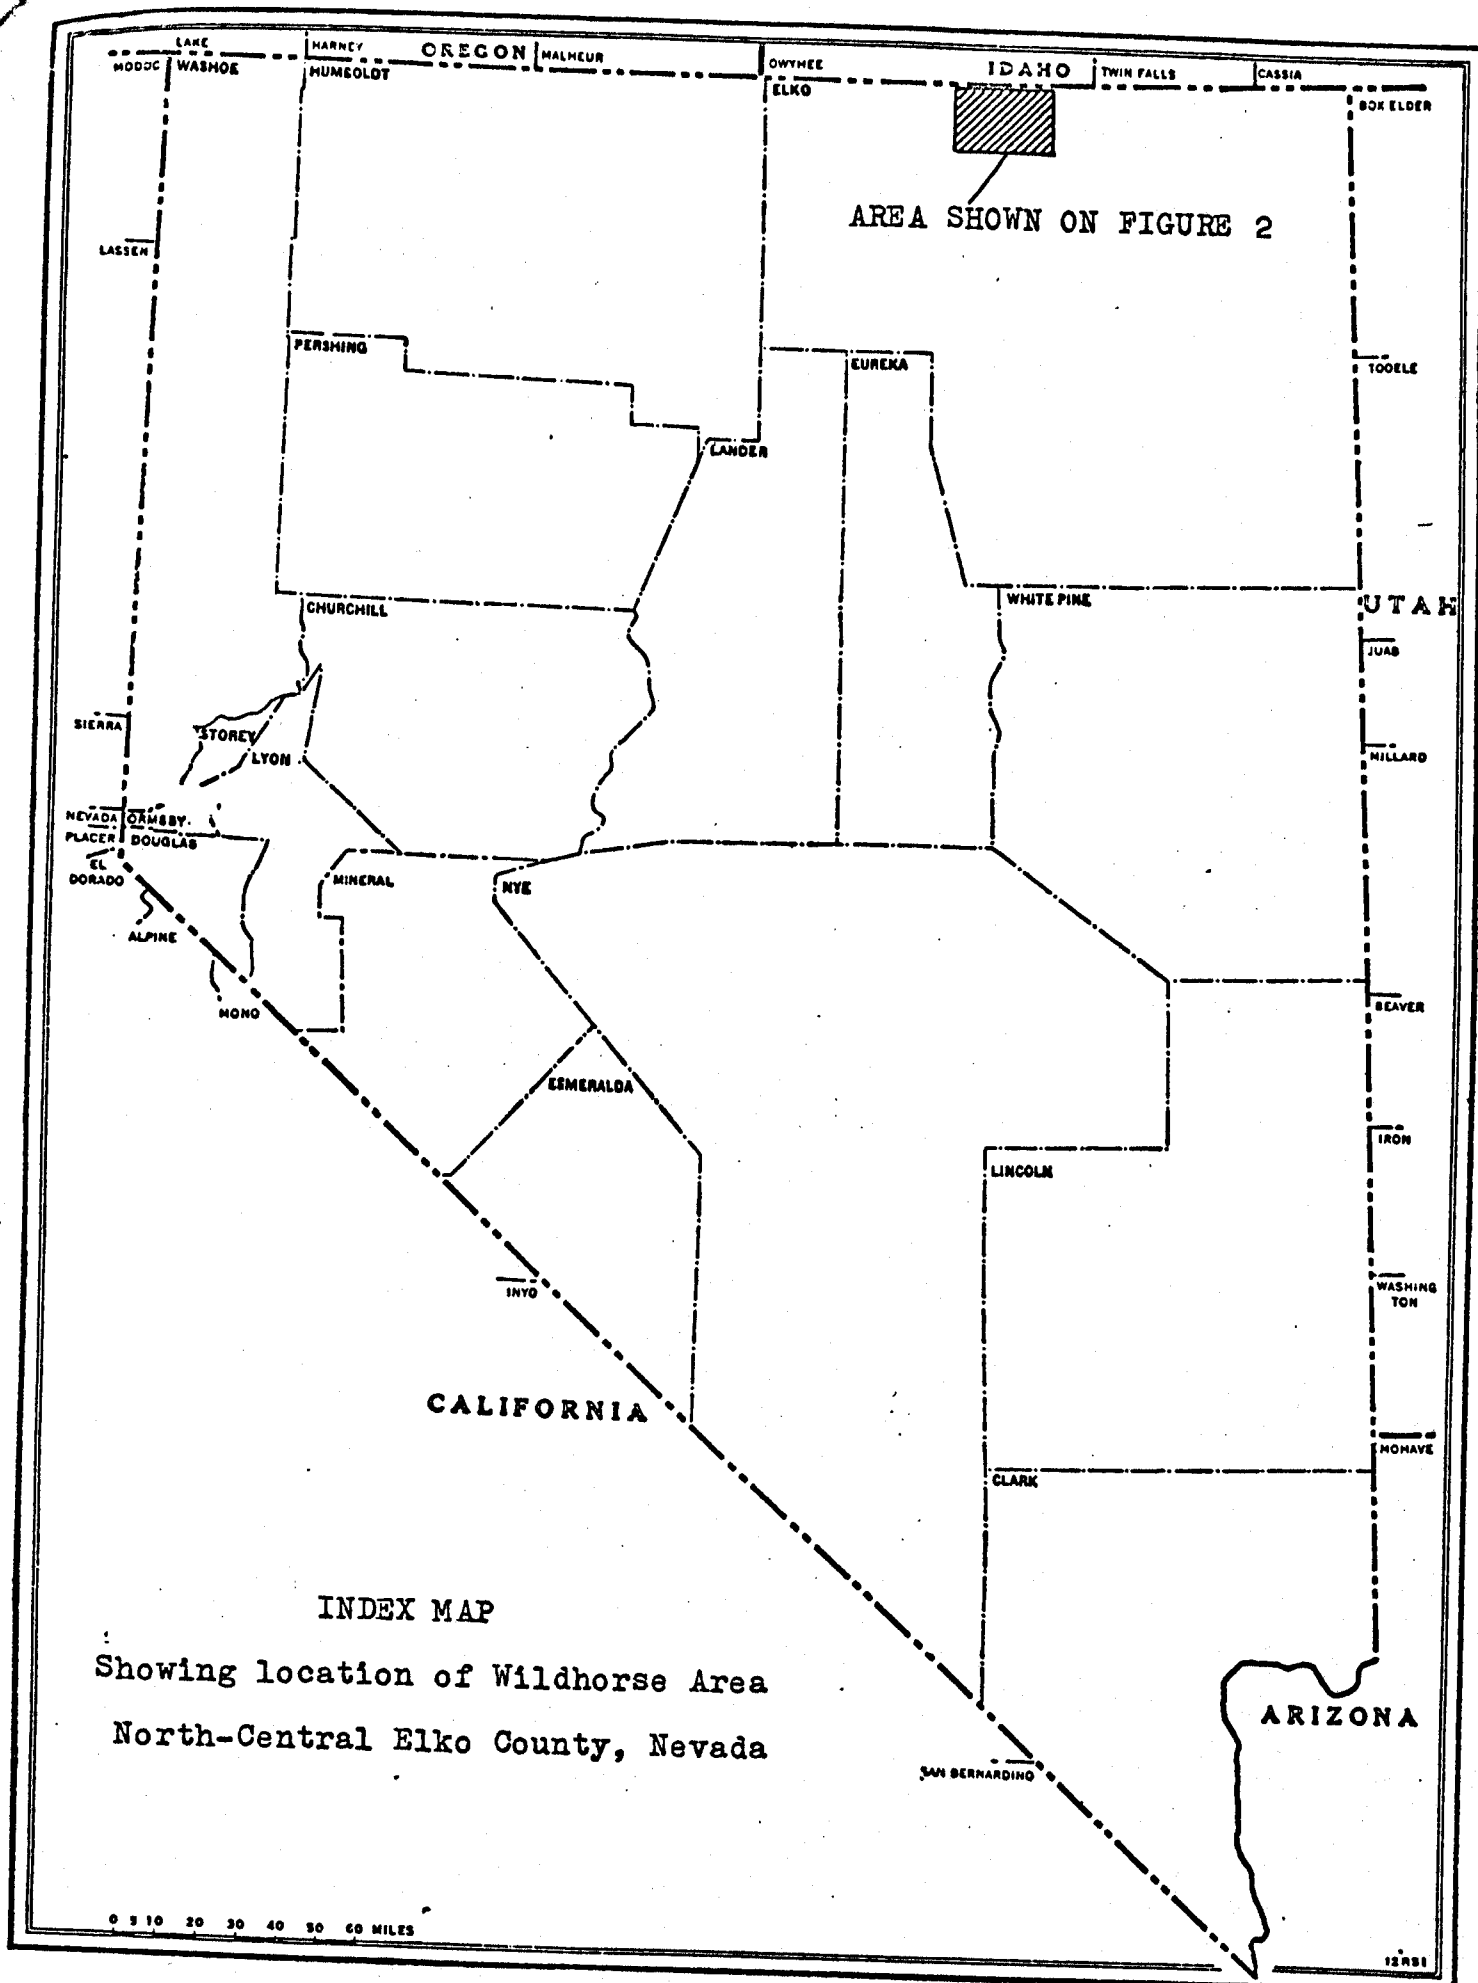 LAKE
HARNEY
OREGON
MALHEUR
OWYHEE
IDAHO
TWIN FALLS
CASSIA
MODOC
WASHOE
HUMBOLDT
ELKO
BOX ELDER
AREA SHOWN ON FIGURE 2
LASSEN
PERSHING
EUREKA
TOOELE
LANDER
CHURCHILL
WHITE PINE
UTAH
JUAB
SIERRA
STOREY
LYON
MILLARD
NEVADA
ORMSBY
PLACER
DOUGLAS
EL
DORADO
MINERAL
NYE
ALPINE
MONO
BEAVER
ESMERALDA
IRON
LINCOLN
INYO
WASHING
TON
CALIFORNIA
MOHAVE
CLARK
INDEX MAP
Showing location of Wildhorse Area
North-Central Elko County, Nevada
ARIZONA
SAN BERNARDINO
0 5 10 20 30 40 50 60 MILES